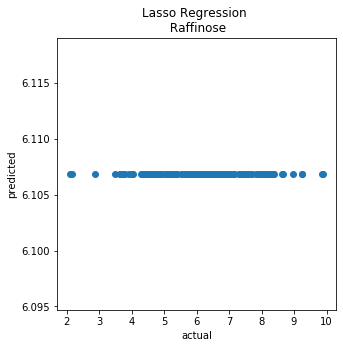 Lasso Regression
Raffinose
6.115
6.110
6.105
6.100
6.095
predicted
2 3 4 5 6 7 8 9 10
actual